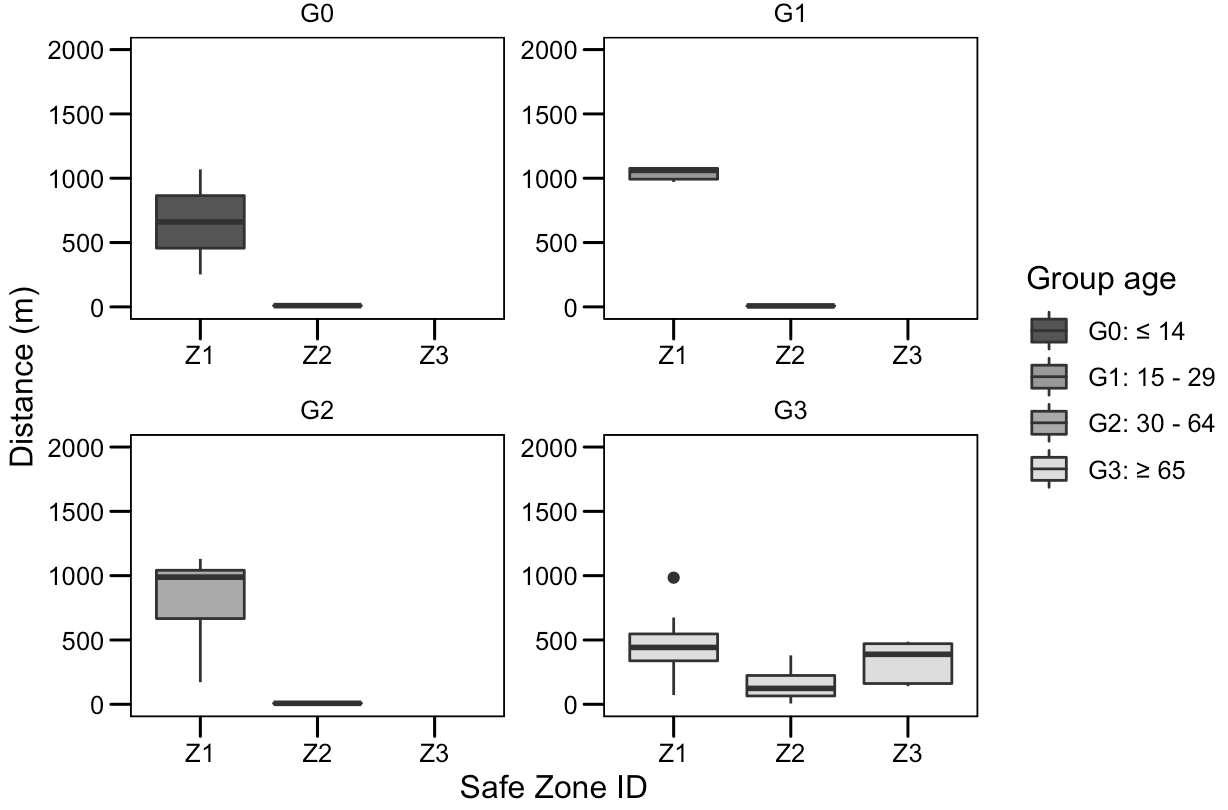 G0
G1
2000
1500
1000
500
0
2000
1500
1000
500
0
Z1 Z2 Z3
Z1 Z2 Z3
G2
G3
2000
1500
1000
500
0
2000
1500
1000
500
0
Z1 Z2 Z3
Z1 Z2 Z3
Distance (m)
Safe Zone ID
Group age
G0: ≤ 14
G1: 15 - 29
G2: 30 - 64
G3: ≥ 65